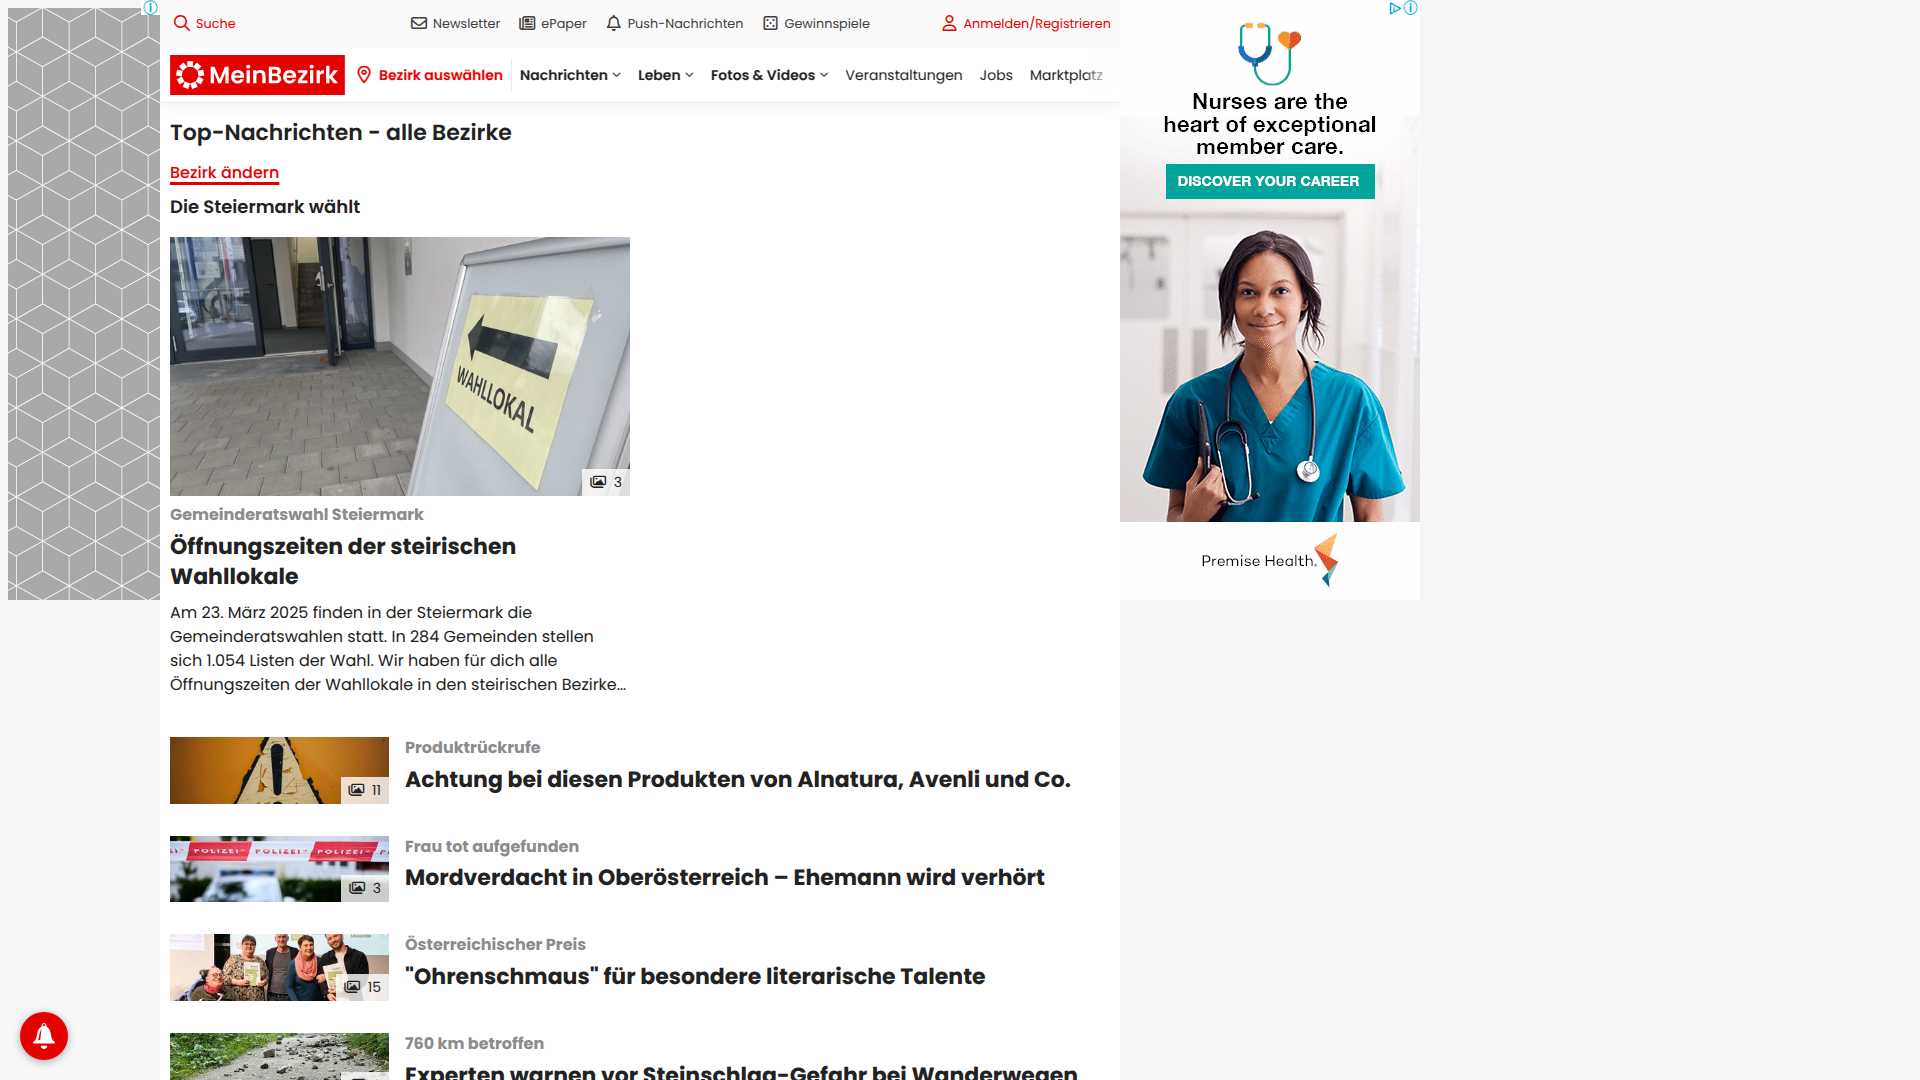 Suche
Newsletter
ePaper
Push-Nachrichten
Gewinnspiele
Anmelden/Registrieren
MeinBezirk
Bezirk auswählen
Nachrichten
Leben
Fotos & Videos
Veranstaltungen
Jobs
Marktplatz
Top-Nachrichten - alle Bezirke
Bezirk ändern
Die Steiermark wählt
WAHLLOKAL
3
Gemeinderatswahl Steiermark
Öffnungszeiten der steirischen
Wahllokale
Am 23. März 2025 finden in der Steiermark die
Gemeinderatswahlen statt. In 284 Gemeinden stellen
sich 1.054 Listen der Wahl. Wir haben für dich alle
Öffnungszeiten der Wahllokale in den steirischen Bezirke...
11
Produktrückrufe
Achtung bei diesen Produkten von Alnatura, Avenli und Co.
POLIZEI POLIZEI POLIZEI
3
Frau tot aufgefunden
Mordverdacht in Oberösterreich – Ehemann wird verhört
15
Österreichischer Preis
"Ohrenschmaus" für besondere literarische Talente
760 km betroffen
Experten warnen vor Steinschlag-Gefahr bei Wanderwegen
Nurses are the
heart of exceptional
member care.
DISCOVER YOUR CAREER
Premise Health.